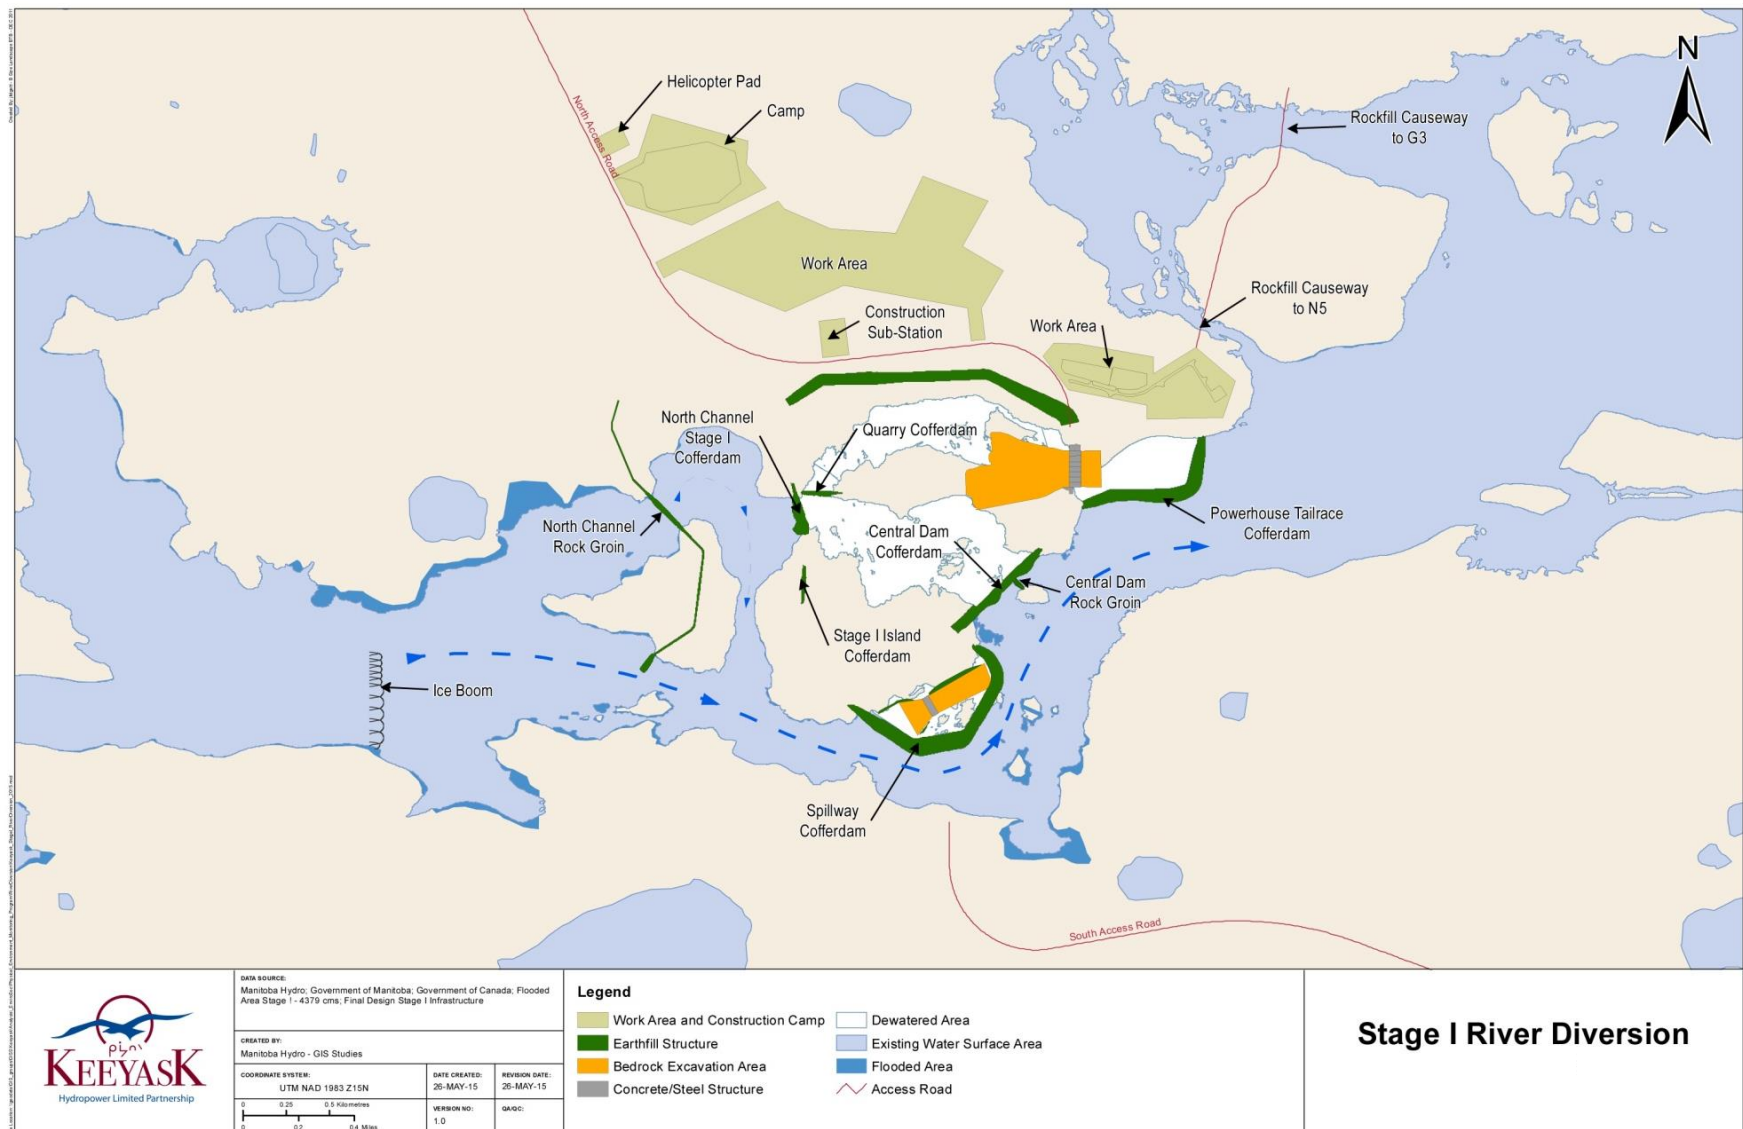 N
Helicopter Pad
Camp
North Access Road
Rockfill Causeway
to G3
Work Area
Rockfill Causeway
to N5
Construction
Sub-Station
Work Area
North Channel
Stage I
Cofferdam
Quarry Cofferdam
North Channel
Rock Groin
Central Dam
Cofferdam
Powerhouse Tailrace
Cofferdam
Central Dam
Rock Groin
Stage I Island
Cofferdam
Ice Boom
Spillway
Cofferdam
South Access Road
KEEYASK
Hydropower Limited Partnership
DATA SOURCE:
Manitoba Hydro; Government of Manitoba; Government of Canada; Flooded
Area Stage ! - 4379 cms; Final Design Stage I Infrastructure
CREATED BY:
Manitoba Hydro - GIS Studies
COORDINATE SYSTEM:
UTM NAD 1983 Z15N
DATE CREATED:
26-MAY-15
REVISION DATE:
26-MAY-15
0 0.25 0.5 Kilometres
0 0.2 0.4 Miles
VERSION NO:
1.0
QA/QC:
Legend
Work Area and Construction Camp
Earthfill Structure
Bedrock Excavation Area
Concrete/Steel Structure
Dewatered Area
Existing Water Surface Area
Flooded Area
Access Road
Stage I River Diversion